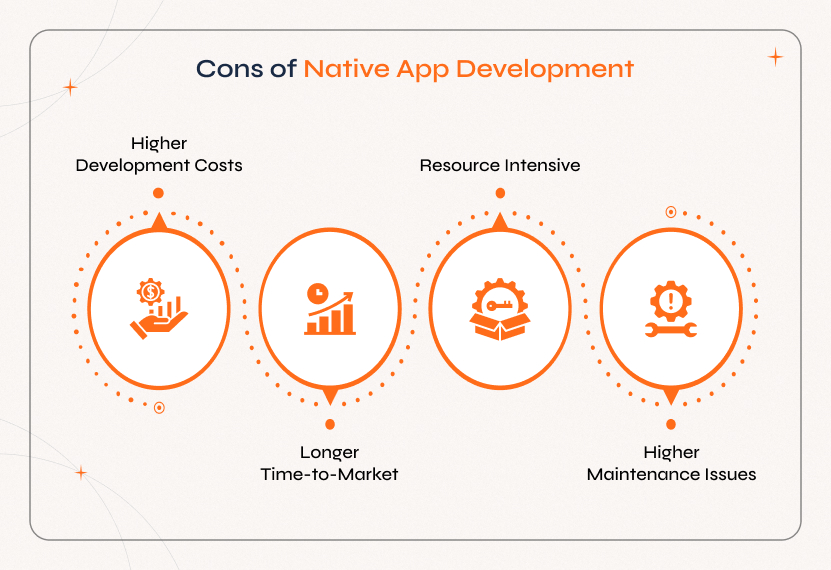 Cons of Native App Development
Higher
Development Costs
Longer
Time-to-Market
Resource Intensive
Higher
Maintenance Issues